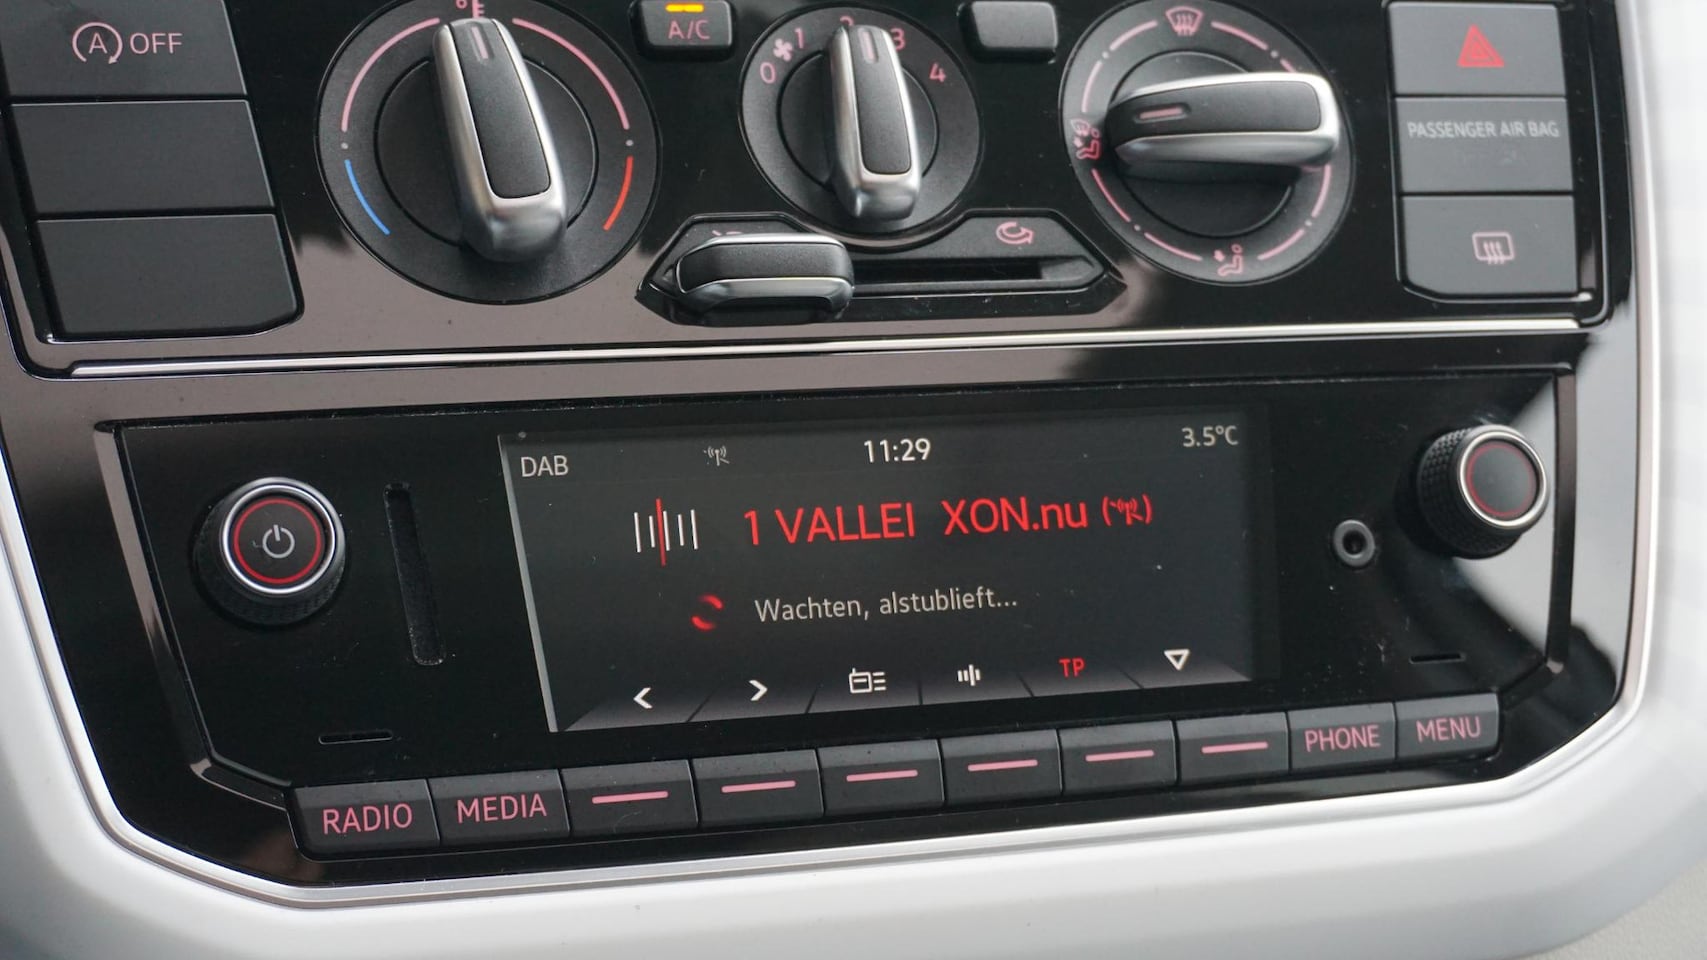 A OFF
°F
A/C
0 1 2 3 4
PASSENGER AIR BAG
DAB
11:29
3.5°C
1 VALLEI XON.nu
Wachten, alstublieft...
TP
RADIO
MEDIA
PHONE
MENU